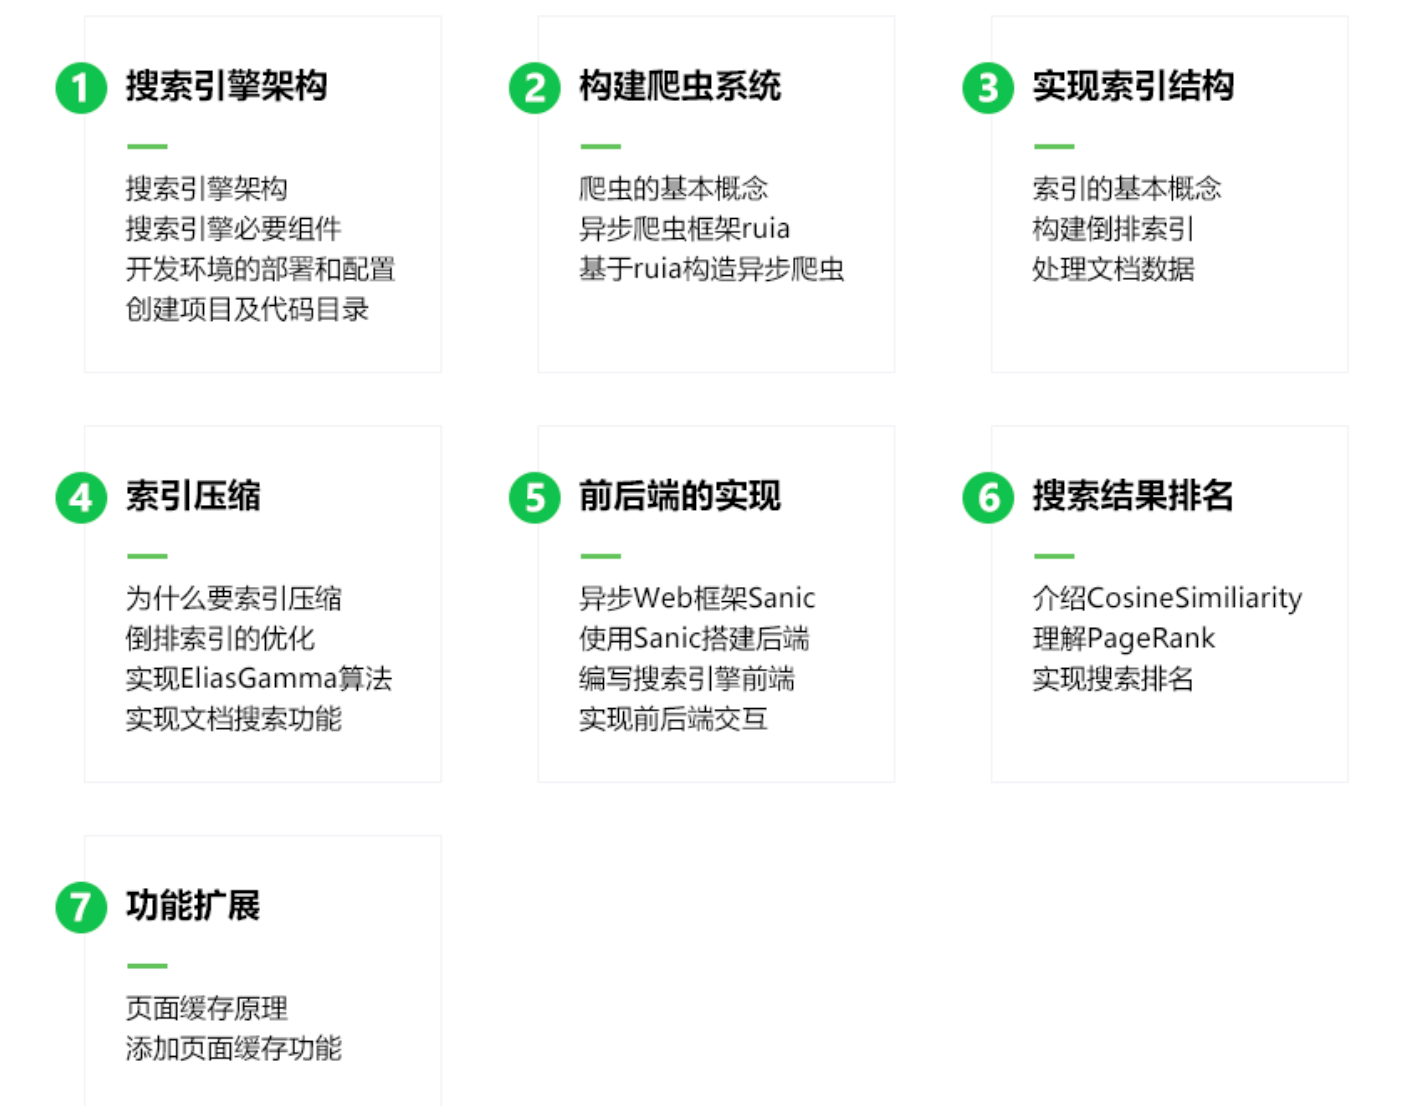 1 搜索引擎架构
搜索引擎架构
搜索引擎必要组件
开发环境的部署和配置
创建项目及代码目录
2 构建爬虫系统
爬虫的基本概念
异步爬虫框架ruia
基于ruia构造异步爬虫
3 实现索引结构
索引的基本概念
构建倒排索引
处理文档数据
4 索引压缩
为什么要索引压缩
倒排索引的优化
实现EliasGamma算法
实现文档搜索功能
5 前后端的实现
异步Web框架Sanic
使用Sanic搭建后端
编写搜索引擎前端
实现前后端交互
6 搜索结果排名
介绍CosineSimiliarity
理解PageRank
实现搜索排名
7 功能扩展
页面缓存原理
添加页面缓存功能